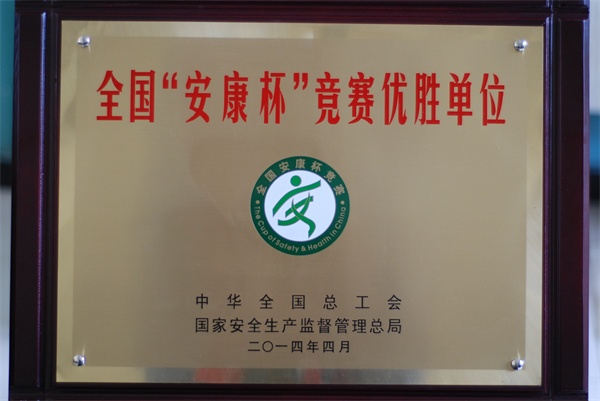 全国“安康杯”竞赛优胜单位
全国安康杯竞赛
The Cup of Safety & Health in China
中华全国总工会
国家安全生产监督管理总局
二〇一四年四月